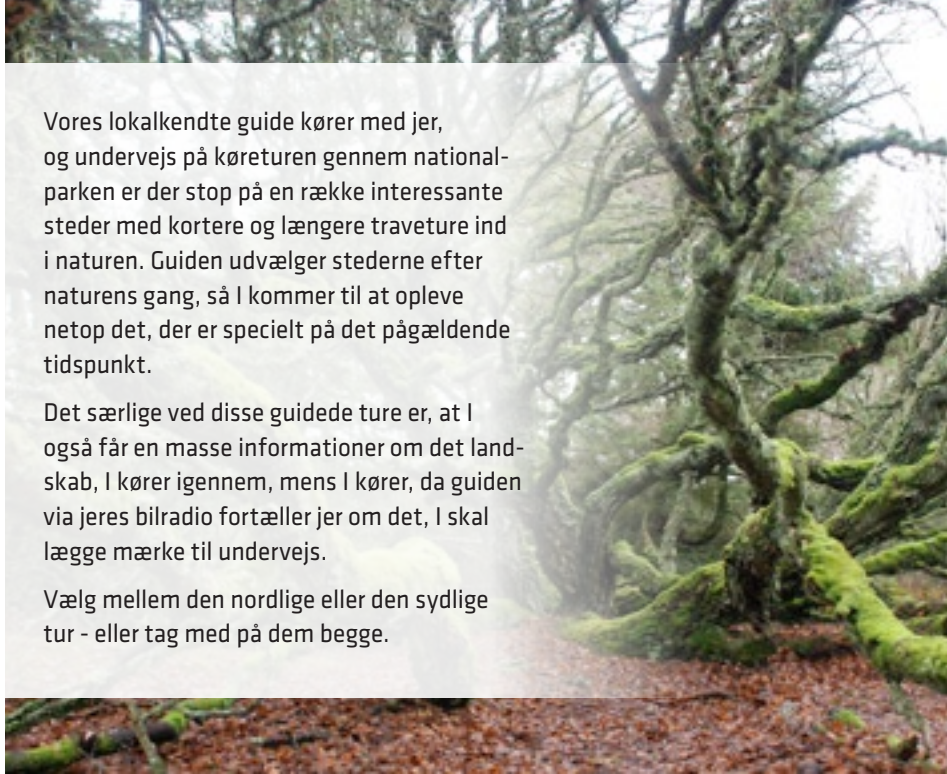 Vores lokalkendte guide kører med jer,
og undervejs på køreturen gennem national-
parken er der stop på en række interessante
steder med kortere og længere traveture ind
i naturen. Guiden udvælger stederne efter
naturens gang, så I kommer til at opleve
netop det, der er specielt på det pågældende
tidspunkt.
Det særlige ved disse guidede ture er, at I
også får en masse informationer om det land-
skab, I kører igennem, mens I kører, da guiden
via jeres bilradio fortæller jer om det, I skal
lægge mærke til undervejs.
Vælg mellem den nordlige eller den sydlige
tur - eller tag med på dem begge.